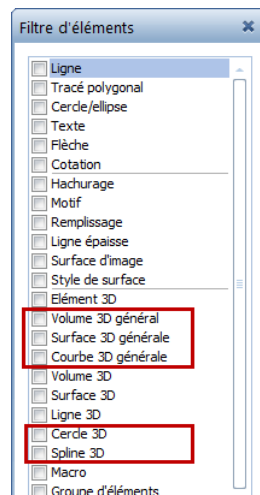 Filtre d'éléments
Ligne
Tracé polygonal
Cercle/ellipse
Texte
Flèche
Cotation
Hachurage
Motif
Remplissage
Ligne épaisse
Surface d'image
Style de surface
Elément 3D
Volume 3D général
Surface 3D générale
Courbe 3D générale
Volume 3D
Surface 3D
Ligne 3D
Cercle 3D
Spline 3D
Macro
Groupe d'éléments